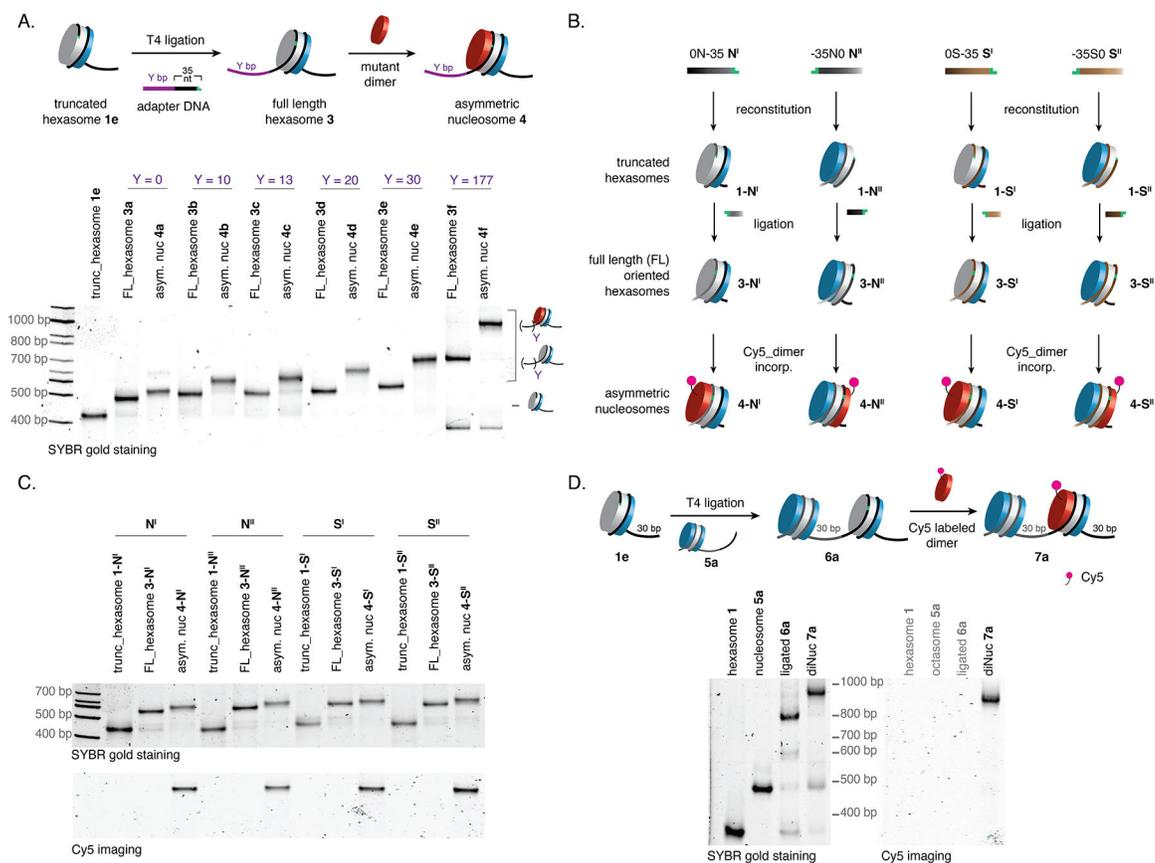 A.
T4 ligation
Y bp
35
nt
adapter DNA
truncated
hexasome 1e
Y bp
full length
hexasome 3
mutant
dimer
Y bp
asymmetric
nucleosome 4
Y = 0
Y = 10
Y = 13
Y = 20
Y = 30
Y = 177
trunc_hexasome 1e
FL_hexasome 3a
asym. nuc 4a
FL_hexasome 3b
asym. nuc 4b
FL_hexasome 3c
asym. nuc 4c
FL_hexasome 3d
asym. nuc 4d
FL_hexasome 3e
asym. nuc 4e
FL_hexasome 3f
asym. nuc 4f
1000 bp
800 bp
700 bp
500 bp
400 bp
Y
Y
SYBR gold staining
B.
0N-35 Nᴵ
-35N0 Nᴵᴵ
0S-35 Sᴵ
-35S0 Sᴵᴵ
reconstitution
reconstitution
truncated
hexasomes
1-Nᴵ
1-Nᴵᴵ
1-Sᴵ
1-Sᴵᴵ
ligation
ligation
full length (FL)
oriented
hexasomes
3-Nᴵ
3-Nᴵᴵ
3-Sᴵ
3-Sᴵᴵ
Cy5_dimer
incorp.
Cy5_dimer
incorp.
asymmetric
nucleosomes
4-Nᴵ
4-Nᴵᴵ
4-Sᴵ
4-Sᴵᴵ
C.
Nᴵ
Nᴵᴵ
Sᴵ
Sᴵᴵ
trunc_hexasome 1-Nᴵ
FL_hexasome 3-Nᴵ
asym. nuc 4-Nᴵ
trunc_hexasome 1-Nᴵᴵ
FL_hexasome 3-Nᴵᴵ
asym. nuc 4-Nᴵᴵ
trunc_hexasome 1-Sᴵ
FL_hexasome 3-Sᴵ
asym. nuc 4-Sᴵ
trunc_hexasome 1-Sᴵᴵ
FL_hexasome 3-Sᴵᴵ
asym. nuc 4-Sᴵᴵ
700 bp
500 bp
400 bp
SYBR gold staining
Cy5 imaging
D.
30 bp
1e
T4 ligation
5a
30 bp
6a
Cy5 labeled
dimer
30 bp
30 bp
7a
Cy5
hexasome 1
nucleosome 5a
ligated 6a
diNuc 7a
hexasome 1
octasome 5a
ligated 6a
diNuc 7a
1000 bp
800 bp
700 bp
600 bp
500 bp
400 bp
SYBR gold staining
Cy5 imaging